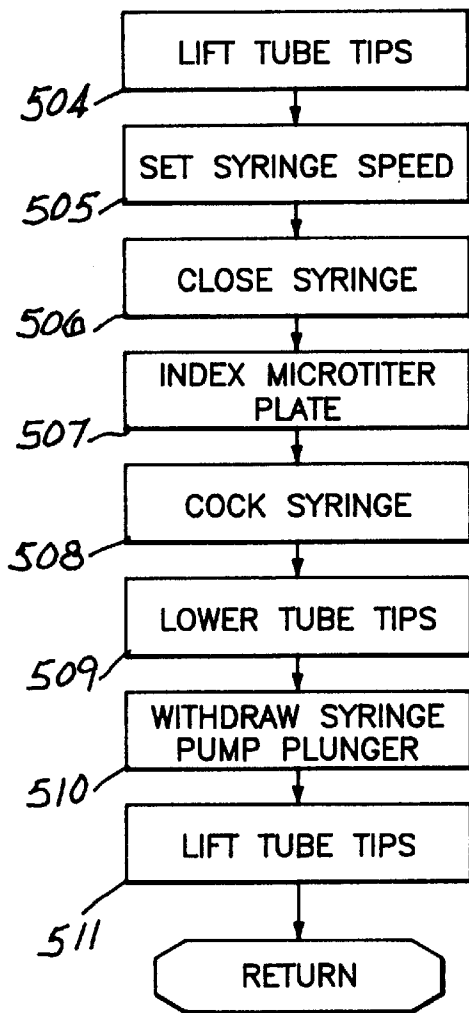 LIFT TUBE TIPS
504
SET SYRINGE SPEED
505
CLOSE SYRINGE
506
INDEX MICROTITER
PLATE
507
COCK SYRINGE
508
LOWER TUBE TIPS
509
WITHDRAW SYRINGE
PUMP PLUNGER
510
LIFT TUBE TIPS
511
RETURN